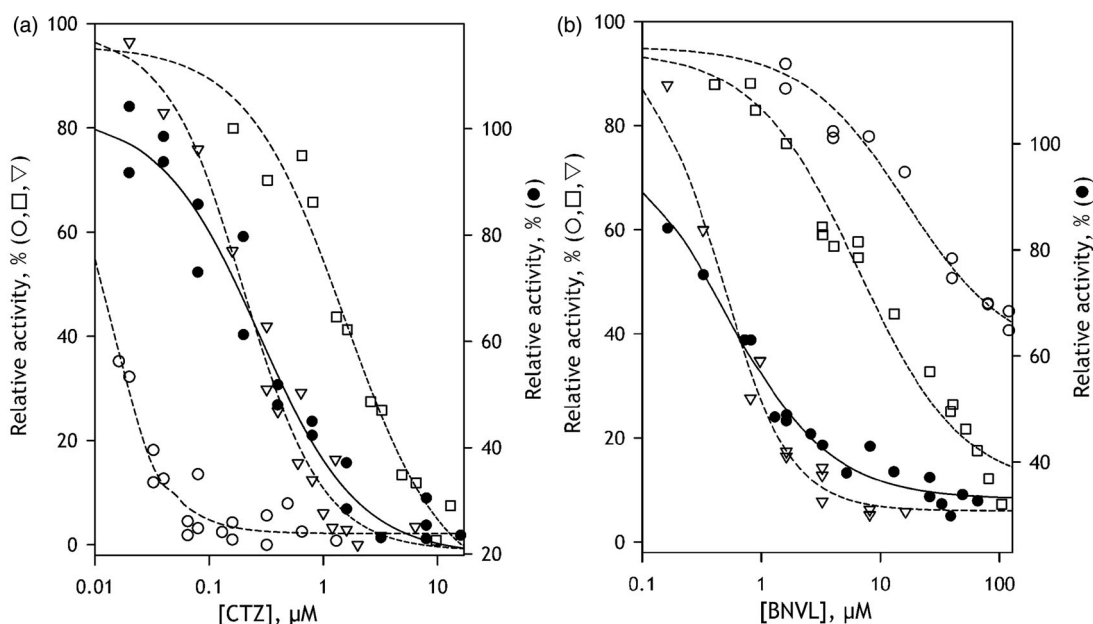 (a)
100
80
60
40
20
0
Relative activity, % (○,□,▽)
100
80
60
40
20
Relative activity, % (●)
0.01 0.1 1 10
[CTZ], µM
(b)
100
80
60
40
20
0
Relative activity, % (○,□,▽)
100
80
60
40
Relative activity, % (●)
0.1 1 10 100
[BNVL], µM